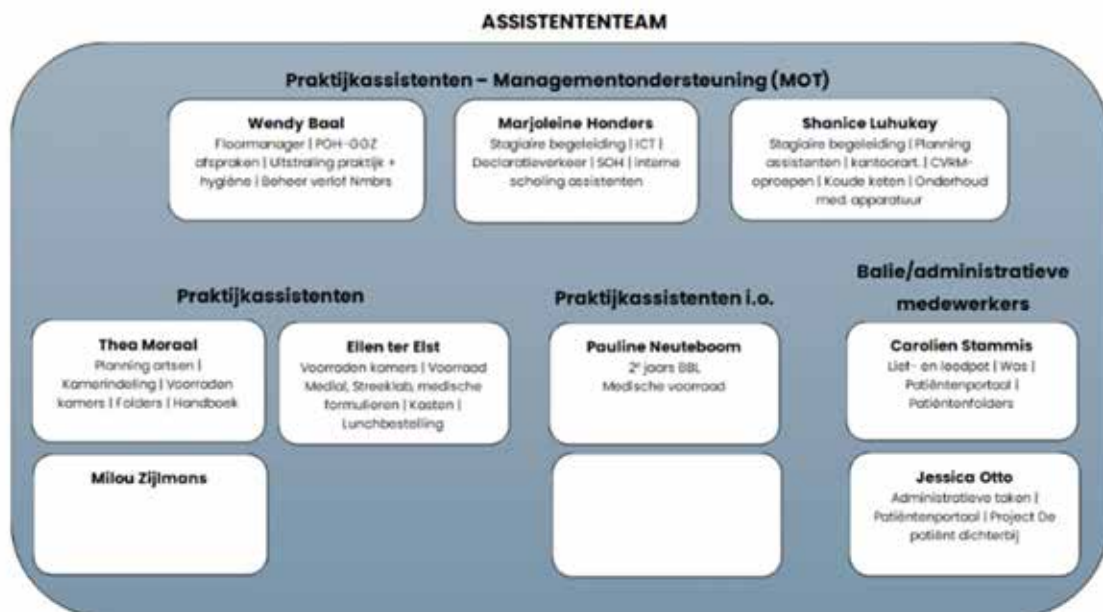 ASSISTENTENTEAM
Praktijkassistenten – Managementondersteuning (MOT)
Wendy Baal
Floormanager | POH-GGZ
afspraken | Uitstraling praktijk +
hygiëne | Beheer verlof Nmbrs
Marjoleine Honders
Stagiaire begeleiding | ICT |
Declaratieverkeer | SOH | interne
scholing assistenten
Shanice Luhukay
Stagiaire begeleiding | Planning
assistenten | kantoorart. | CVRM-
oproepen | Koude keten | Onderhoud
med. apparatuur
Praktijkassistenten
Thea Moraal
Planning artsen |
Kamerindeling | Voorraden
kamers | Folders | Handboek
Ellen ter Elst
Voorraden kamers | Voorraad
Medial, Streeklab, medische
formulieren | Kasten |
Lunchbestelling
Milou Zijlmans
Praktijkassistenten i.o.
Pauline Neuteboom
2e jaars BBL
Medische voorraad
Balie/administratieve
medewerkers
Carolien Stammis
Lief- en leedpot | Was |
Patiëntenportaal |
Patiëntenfolders
Jessica Otto
Administratieve taken |
Patiëntenportaal | Project De
patiënt dichterbij